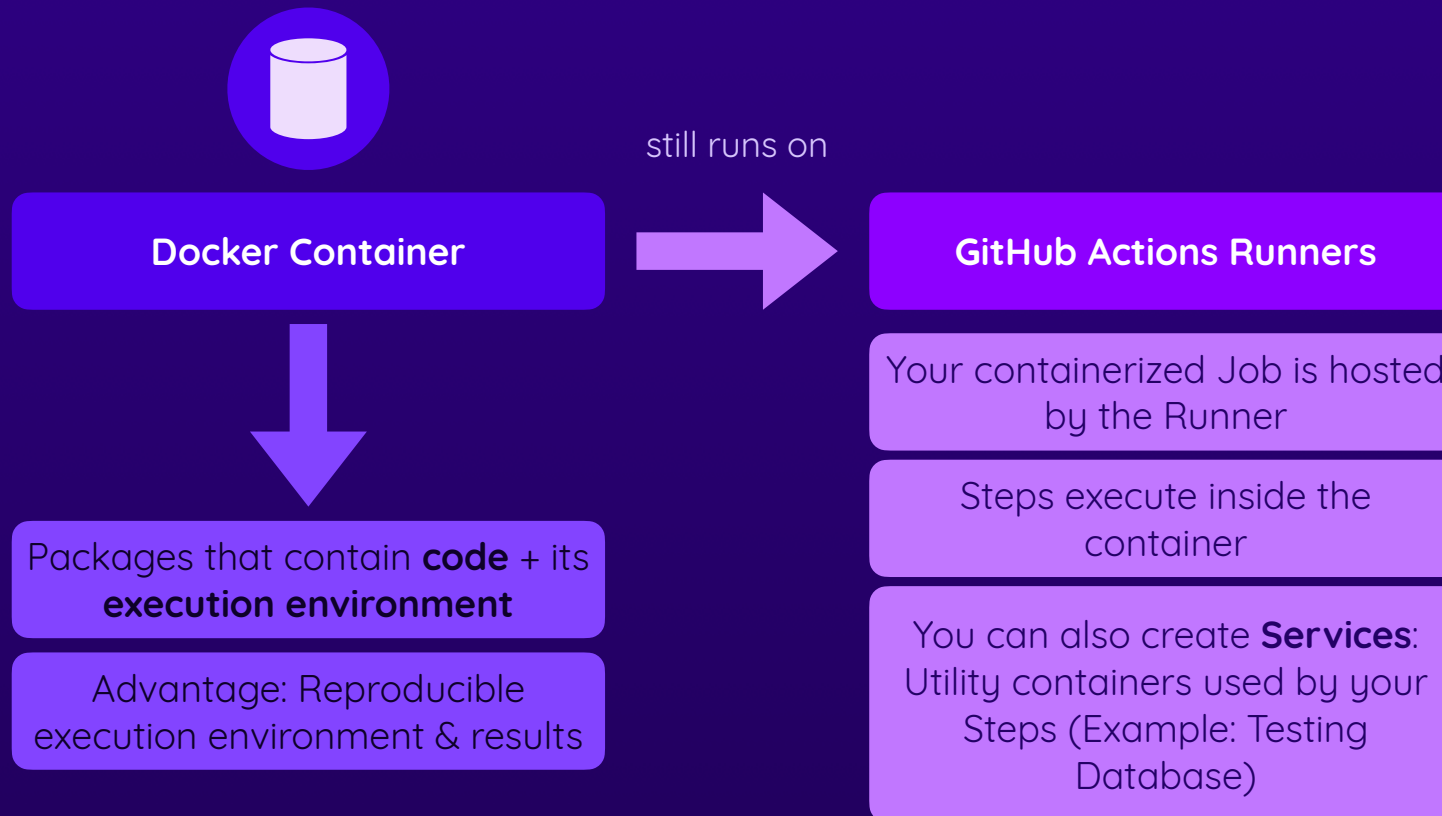 still runs on
Docker Container
GitHub Actions Runners
Packages that contain code + its
execution environment
Advantage: Reproducible
execution environment & results
Your containerized Job is hosted
by the Runner
Steps execute inside the
container
You can also create Services:
Utility containers used by your
Steps (Example: Testing
Database)